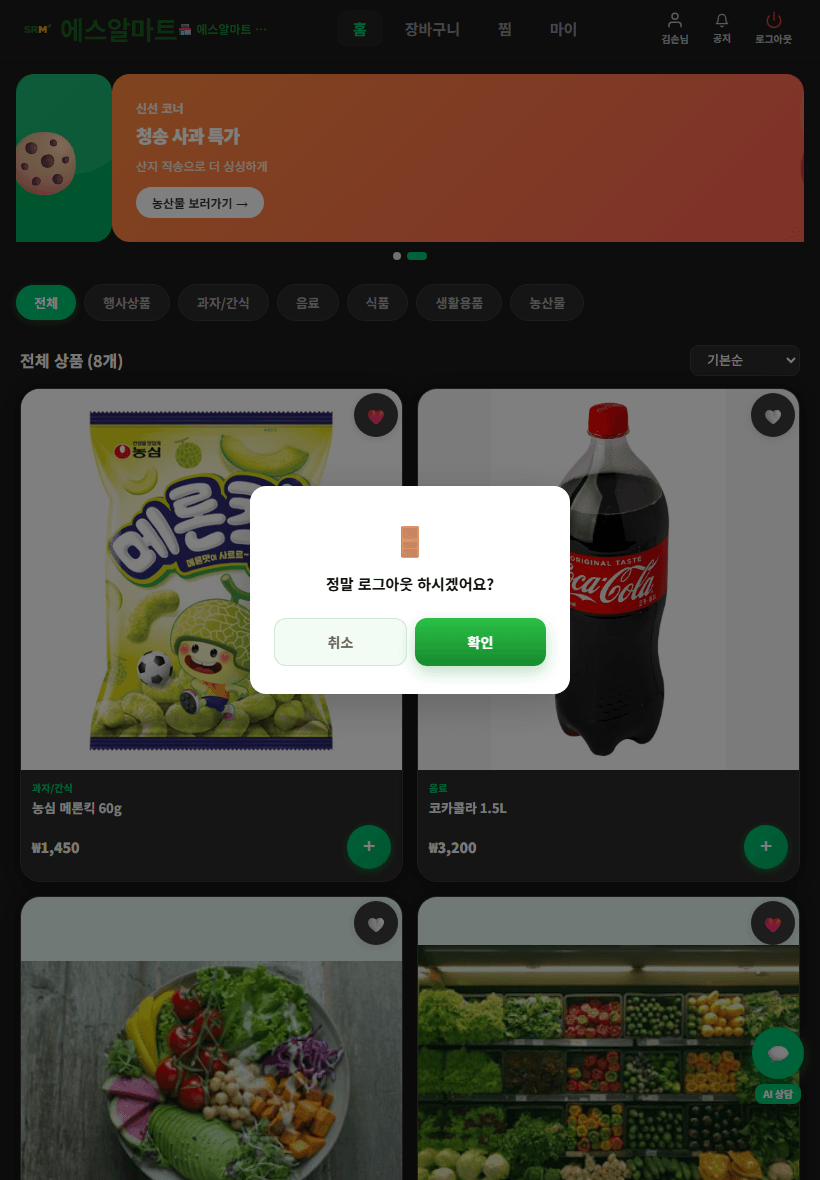 SRM
에스알마트
에스알마트 ...
홈
장바구니
찜
마이
김손님
공지
로그아웃
신선 코너
청송 사과 특가
산지 직송으로 더 싱싱하게
농산물 보러가기 →
전체
행사상품
과자/간식
음료
식품
생활용품
농산물
전체 상품 (8개)
기본순
농심
메론킥
메론맛이 사르르~
ORIGINAL TASTE
Coca-Cola
정말 로그아웃 하시겠어요?
취소
확인
과자/간식
농심 메론킥 60g
₩1,450
+
음료
코카콜라 1.5L
₩3,200
+
AI 상담